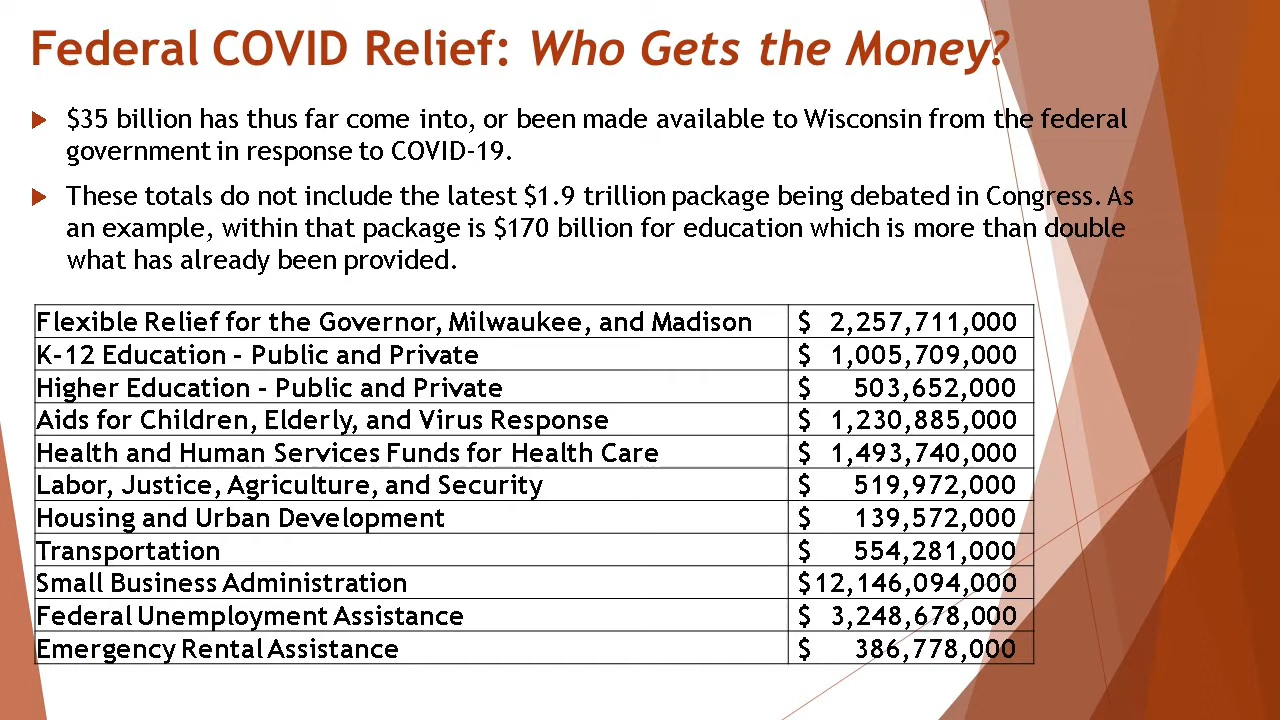 Federal COVID Relief: Who Gets the Money?
$35 billion has thus far come into, or been made available to Wisconsin from the federal
government in response to COVID-19.
These totals do not include the latest $1.9 trillion package being debated in Congress. As
an example, within that package is $170 billion for education which is more than double
what has already been provided.
Flexible Relief for the Governor, Milwaukee, and Madison $ 2,257,711,000
K-12 Education - Public and Private $ 1,005,709,000
Higher Education - Public and Private $ 503,652,000
Aids for Children, Elderly, and Virus Response $ 1,230,885,000
Health and Human Services Funds for Health Care $ 1,493,740,000
Labor, Justice, Agriculture, and Security $ 519,972,000
Housing and Urban Development $ 139,572,000
Transportation $ 554,281,000
Small Business Administration $12,146,094,000
Federal Unemployment Assistance $ 3,248,678,000
Emergency Rental Assistance $ 386,778,000